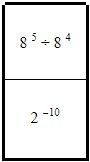 8 ⁵ ÷ 8 ⁴
2 ⁻¹⁰